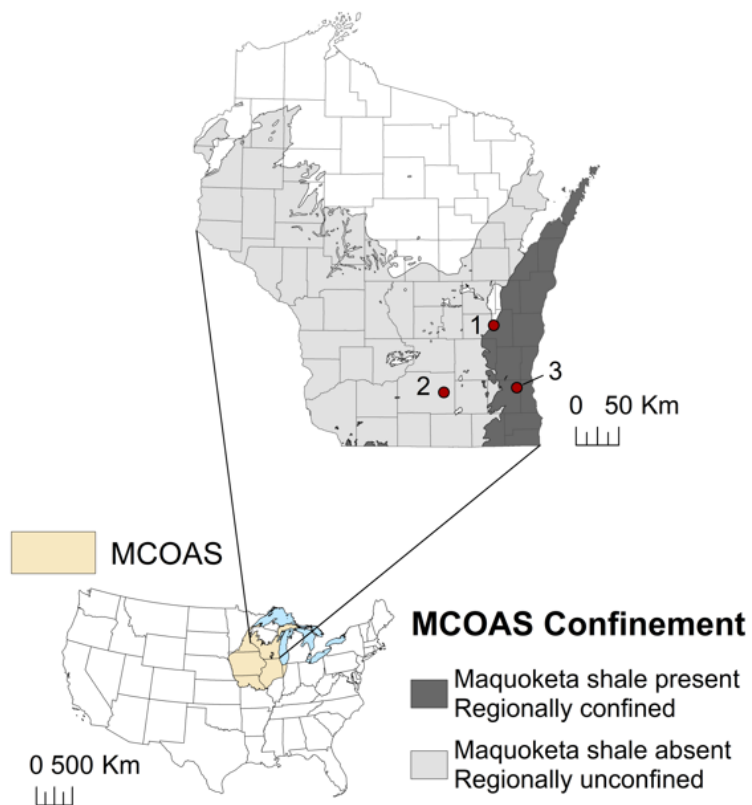 1
2
3
0 50 Km
MCOAS
MCOAS Confinement
Maquoketa shale present
Regionally confined
Maquoketa shale absent
Regionally unconfined
0 500 Km